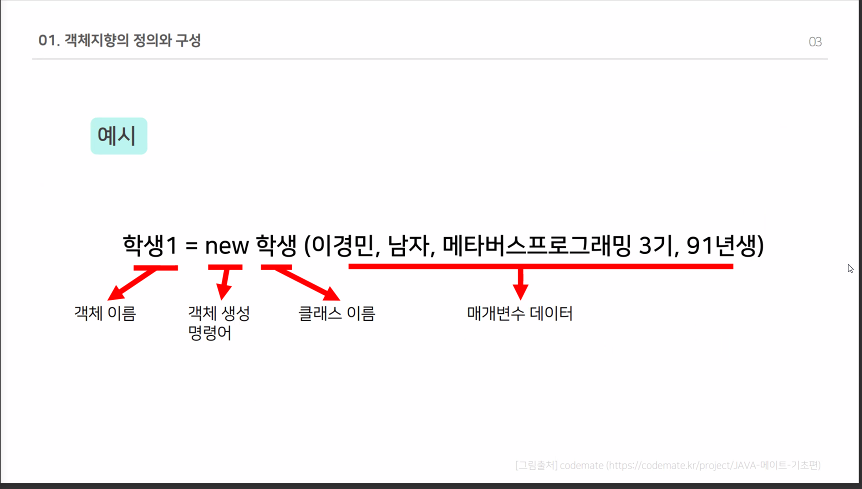 01. 객체지향의 정의와 구성
03
예시
학생1 = new 학생 (이경민, 남자, 메타버스프로그래밍 3기, 91년생)
객체 이름
객체 생성
명령어
클래스 이름
매개변수 데이터
[그림출처] codemate (https://codemate.kr/project/JAVA-메이트-기초편)